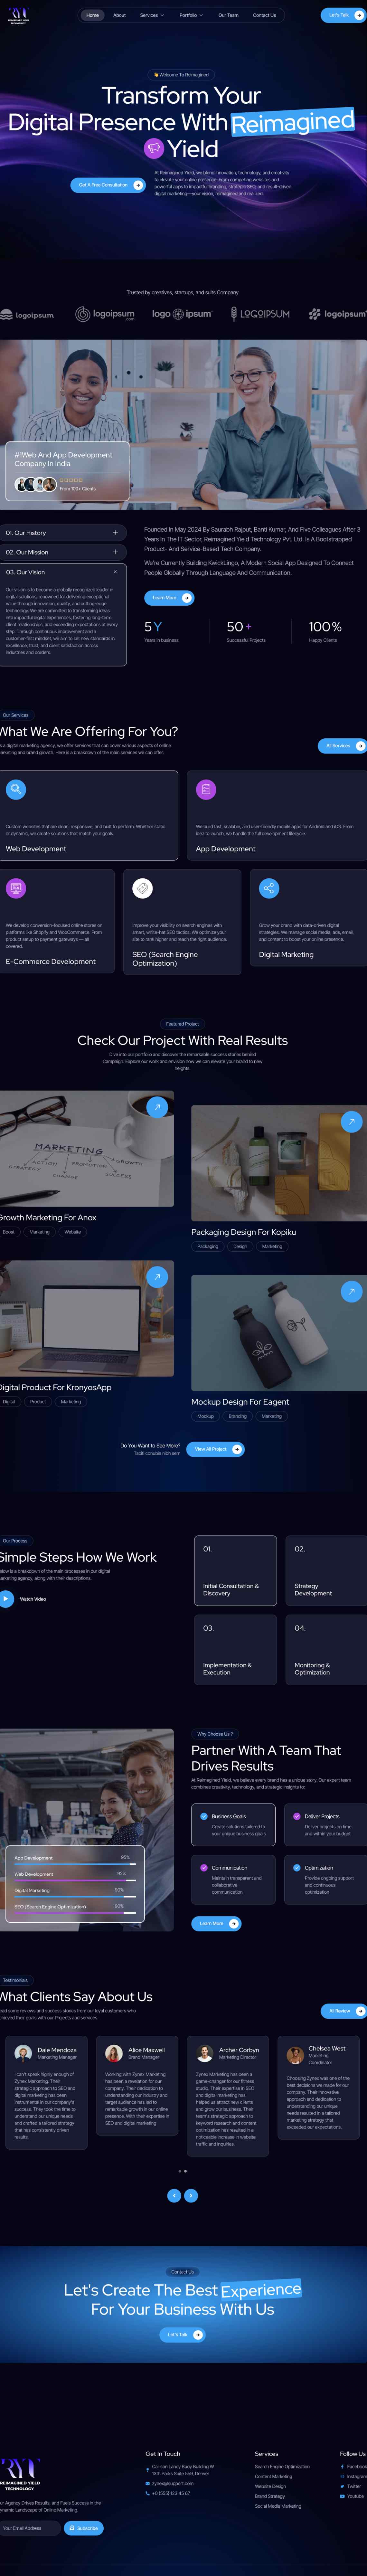 REIMAGINED YIELD
TECHNOLOGY
Home
About
Services
Portfolio
Our Team
Contact Us
Let's Talk
👋 Welcome To Reimagined
Transform Your
Digital Presence With Reimagined
Yield
Get A Free Consultation
At Reimagined Yield, we blend innovation, technology, and creativity
to elevate your online presence. From compelling websites and
powerful apps to impactful branding, strategic SEO, and result-driven
digital marketing—your vision, reimagined and realized.
Trusted by creatives, startups, and suits Company
logoipsum
logoipsum
logo ipsum
LOGOIPSUM
logoipsum
#1Web And App Development
Company In India
From 100+ Clients
01. Our History
02. Our Mission
03. Our Vision
Our vision is to become a globally recognized leader in
digital solutions, renowned for delivering exceptional
value through innovation, quality, and cutting-edge
technology. We are committed to transforming ideas
into impactful digital experiences, fostering long-term
client relationships, and exceeding expectations at every
step. Through continuous improvement and a
customer-first mindset, we aim to set new standards in
excellence, trust, and client satisfaction across
industries and borders.
Founded In May 2024 By Saurabh Rajput, Banti Kumar, And Five Colleagues After 3
Years In The IT Sector, Reimagined Yield Technology Pvt. Ltd. Is A Bootstrapped
Product- And Service-Based Tech Company.
We're Currently Building KeickLingo, A Modern Social App Designed To Connect
People Globally Through Language And Communication.
Learn More
5Y
Years in business
50+
Successful Projects
100%
Happy Clients
Our Services
What We Are Offering For You?
As a digital marketing agency, we offer services that can cover various aspects of online
marketing and brand growth. Here is a breakdown of the main services we can offer.
All Services
Custom websites that are clean, responsive, and built to perform. Whether static
or dynamic, we create solutions that match your goals.
Web Development
We build fast, scalable, and user-friendly mobile apps for Android and iOS. From
idea to launch, we handle the full development lifecycle.
App Development
We develop conversion-focused online stores on
platforms like Shopify and WooCommerce. From
product setup to payment gateways — all
covered.
E-Commerce Development
Improve your visibility on search engines with
smart, white-hat SEO tactics. We optimize your
site to rank higher and reach the right audience.
SEO (Search Engine
Optimization)
Grow your brand with data-driven digital
strategies. We manage social media, ads, email,
and content to boost your online presence.
Digital Marketing
Featured Project
Check Our Project With Real Results
Dive into our portfolio and discover the remarkable success stories behind
Campaign. Explore our work and envision how we can elevate your brand to new
heights.
MARKETING
STRATEGY
ACTION
PROMOTION
SUCCESS
CHANGE
DESIGN
Growth Marketing For Anox
Boost
Marketing
Website
Packaging Design For Kopiku
Packaging
Design
Marketing
Digital Product For KronyosApp
Digital
Product
Marketing
Mockup Design For Eagent
Mockup
Branding
Marketing
Do You Want to See More?
Taciti conubia nibh sem
View All Project
Our Process
Simple Steps How We Work
Below is a breakdown of the main processes in our digital
marketing agency, along with their descriptions.
Watch Video
01.
Initial Consultation &
Discovery
02.
Strategy
Development
03.
Implementation &
Execution
04.
Monitoring &
Optimization
App Development 95%
Web Development 92%
Digital Marketing 90%
SEO (Search Engine Optimisation) 90%
Why Choose Us ?
Partner With A Team That
Drives Results
At Reimagined Yield, we believe every brand has a unique story. Our expert team
combines creativity, technology, and strategic insights to:
Business Goals
Create solutions tailored to
your unique business goals
Deliver Projects
Deliver projects on time
and within your budget
Communication
Maintain transparent and
collaborative
communication
Optimization
Provide ongoing support
and continuous
optimization
Learn More
Testimonials
What Clients Say About Us
Read some reviews and success stories from our loyal customers who
achieved their goals with our Projects and services.
All Review
Dale Mendoza
Marketing Manager
I can't speak highly enough of
Zynex Marketing. Their
strategic approach to SEO and
digital marketing has been
instrumental in our company's
success. They took the time to
understand our unique needs
and crafted a tailored strategy
that has consistently driven
results.
Alice Maxwell
Brand Manager
Working with Zynex Marketing
has been a revelation for our
company. Their dedication to
understanding our industry and
target audience has led to
remarkable growth in our online
presence. With their expertise in
SEO and digital marketing
Archer Corbyn
Marketing Director
Zynex Marketing has been a
game-changer for our fitness
studio. Their expertise in SEO
and digital marketing has
helped us attract new clients
and grow our business. Their
team's strategic approach to
keyword research and content
optimization has resulted in a
noticeable increase in website
traffic and inquiries.
Chelsea West
Marketing
Coordinator
Choosing Zynex was one of the
best decisions we made for our
company. Their innovative
approach and dedication to
understanding our unique
needs resulted in a tailored
marketing strategy that
exceeded our expectations.
Contact Us
Let's Create The Best Experience
For Your Business With Us
Let's Talk
REIMAGINED YIELD
TECHNOLOGY
Our Agency Drives Results, and Fuels Success in the
Dynamic Landscape of Online Marketing.
Your Email Address
Subscribe
Get In Touch
Callison Laney Busy Building W
13th Parks Suite 559, Denver
zynex@support.com
+0 (555) 123 45 67
Services
Search Engine Optimization
Content Marketing
Website Design
Brand Strategy
Social Media Marketing
Follow Us
Facebook
Instagram
Twitter
Youtube